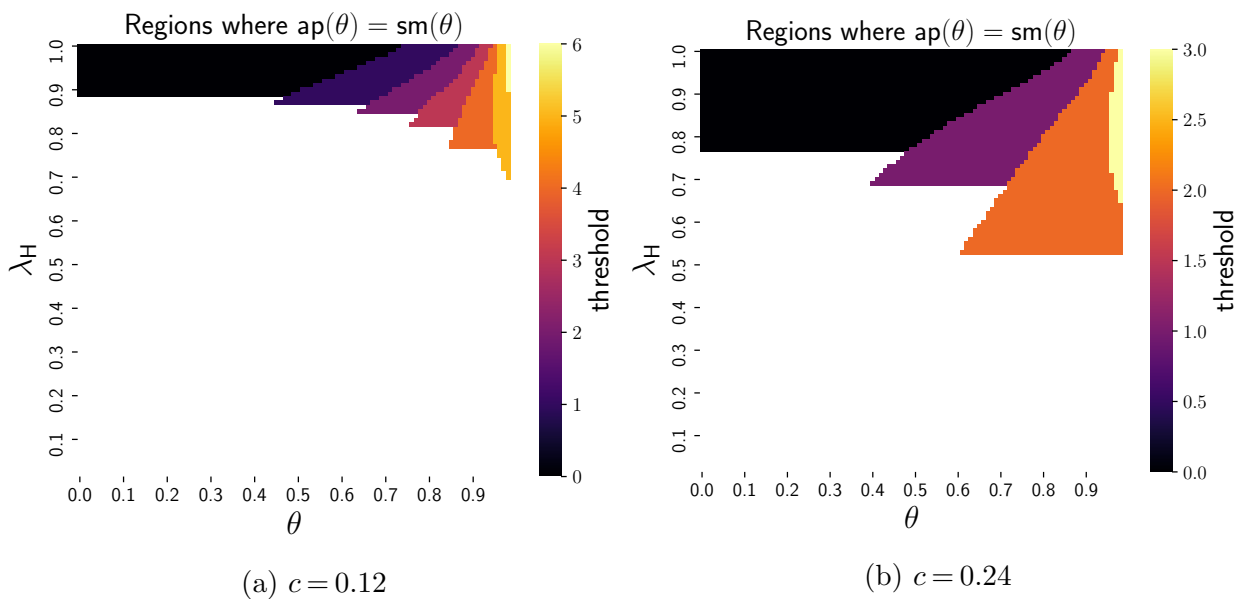 Regions where ap(θ) = sm(θ)
1.0
0.9
0.8
0.7
0.6
0.5
0.4
0.3
0.2
0.1
λ_H
0.0 0.1 0.2 0.3 0.4 0.5 0.6 0.7 0.8 0.9
θ
6
5
4
3
2
1
0
threshold
(a) c = 0.12
Regions where ap(θ) = sm(θ)
1.0
0.9
0.8
0.7
0.6
0.5
0.4
0.3
0.2
0.1
λ_H
0.0 0.1 0.2 0.3 0.4 0.5 0.6 0.7 0.8 0.9
θ
3.0
2.5
2.0
1.5
1.0
0.5
0.0
threshold
(b) c = 0.24